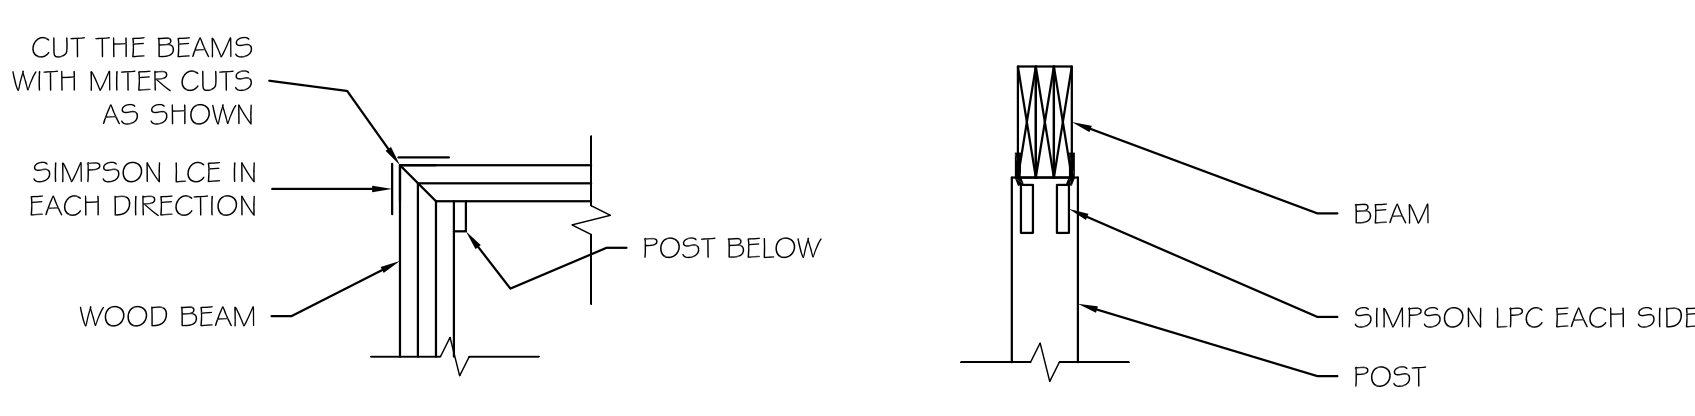 CUT THE BEAMS
WITH MITER CUTS
AS SHOWN
SIMPSON LCE IN
EACH DIRECTION
WOOD BEAM
POST BELOW
BEAM
SIMPSON LPC EACH SIDE
POST